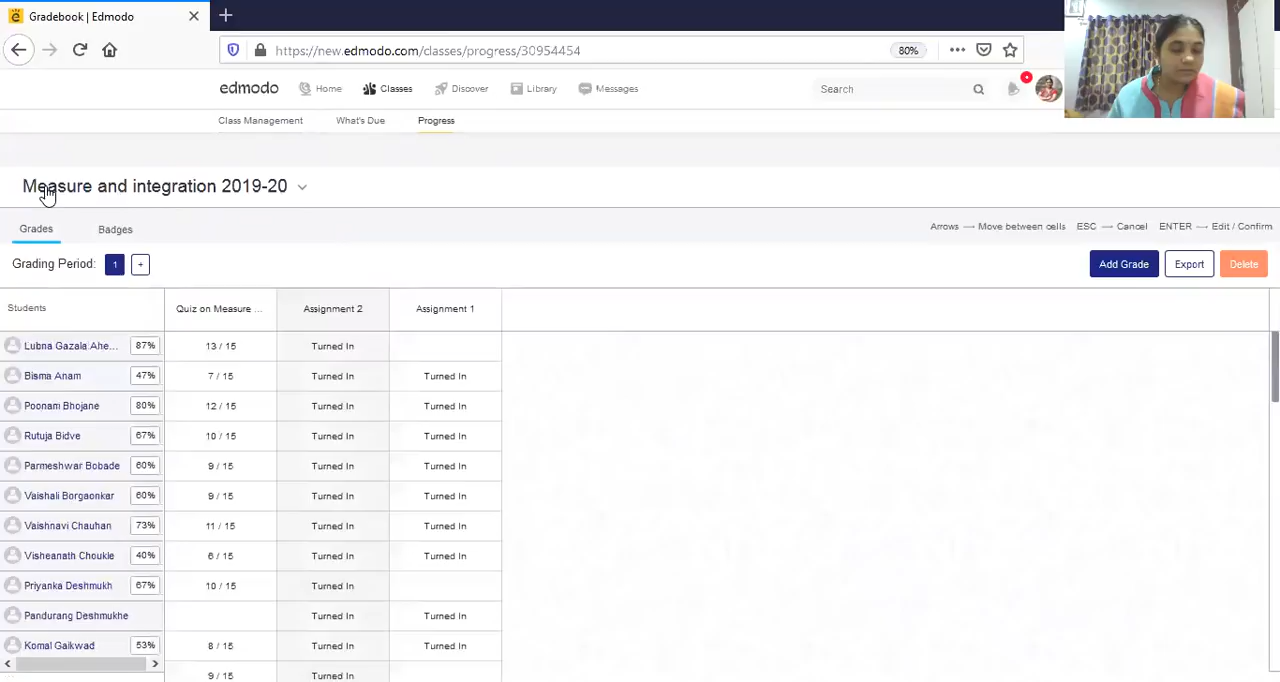 Gradebook | Edmodo
https://new.edmodo.com/classes/progress/30954454 80%
edmodo Home Classes Discover Library Messages Search
Class Management What's Due Progress
Measure and integration 2019-20
Grades Badges Arrows Move between cells ESC Cancel ENTER Edit / Confirm
Grading Period: 1 + Add Grade Export Delete
Students Quiz on Measure ... Assignment 2 Assignment 1
Lubna Gazala Ahe... 87% 13 / 15 Turned In
Bisma Anam 47% 7 / 15 Turned In Turned In
Poonam Bhojane 80% 12 / 15 Turned In Turned In
Rutuja Bidve 67% 10 / 15 Turned In Turned In
Parmeshwar Bobade 60% 9 / 15 Turned In Turned In
Vaishali Borgaonkar 60% 9 / 15 Turned In Turned In
Vaishnavi Chauhan 73% 11 / 15 Turned In Turned In
Visheanath Choukle 40% 6 / 15 Turned In Turned In
Priyanka Deshmukh 67% 10 / 15 Turned In
Pandurang Deshmukhe Turned In Turned In
Komal Gaikwad 53% 8 / 15 Turned In Turned In
9 / 15 Turned In